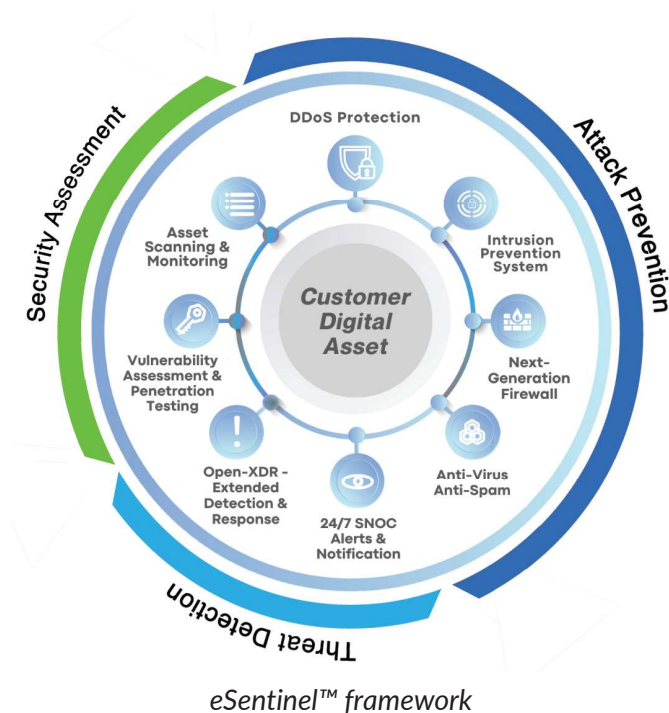 Security Assessment
Attack Prevention
DDoS Protection
Asset
Scanning &
Monitoring
Intrusion
Prevention
System
Customer
Digital
Asset
Vulnerability
Assessment &
Penetration
Testing
Next-
Generation
Firewall
Open-XDR -
Extended
Detection &
Response
24/7 SNOC
Alerts &
Notification
Anti-Virus
Anti-Spam
Threat Detection
eSentinel™ framework